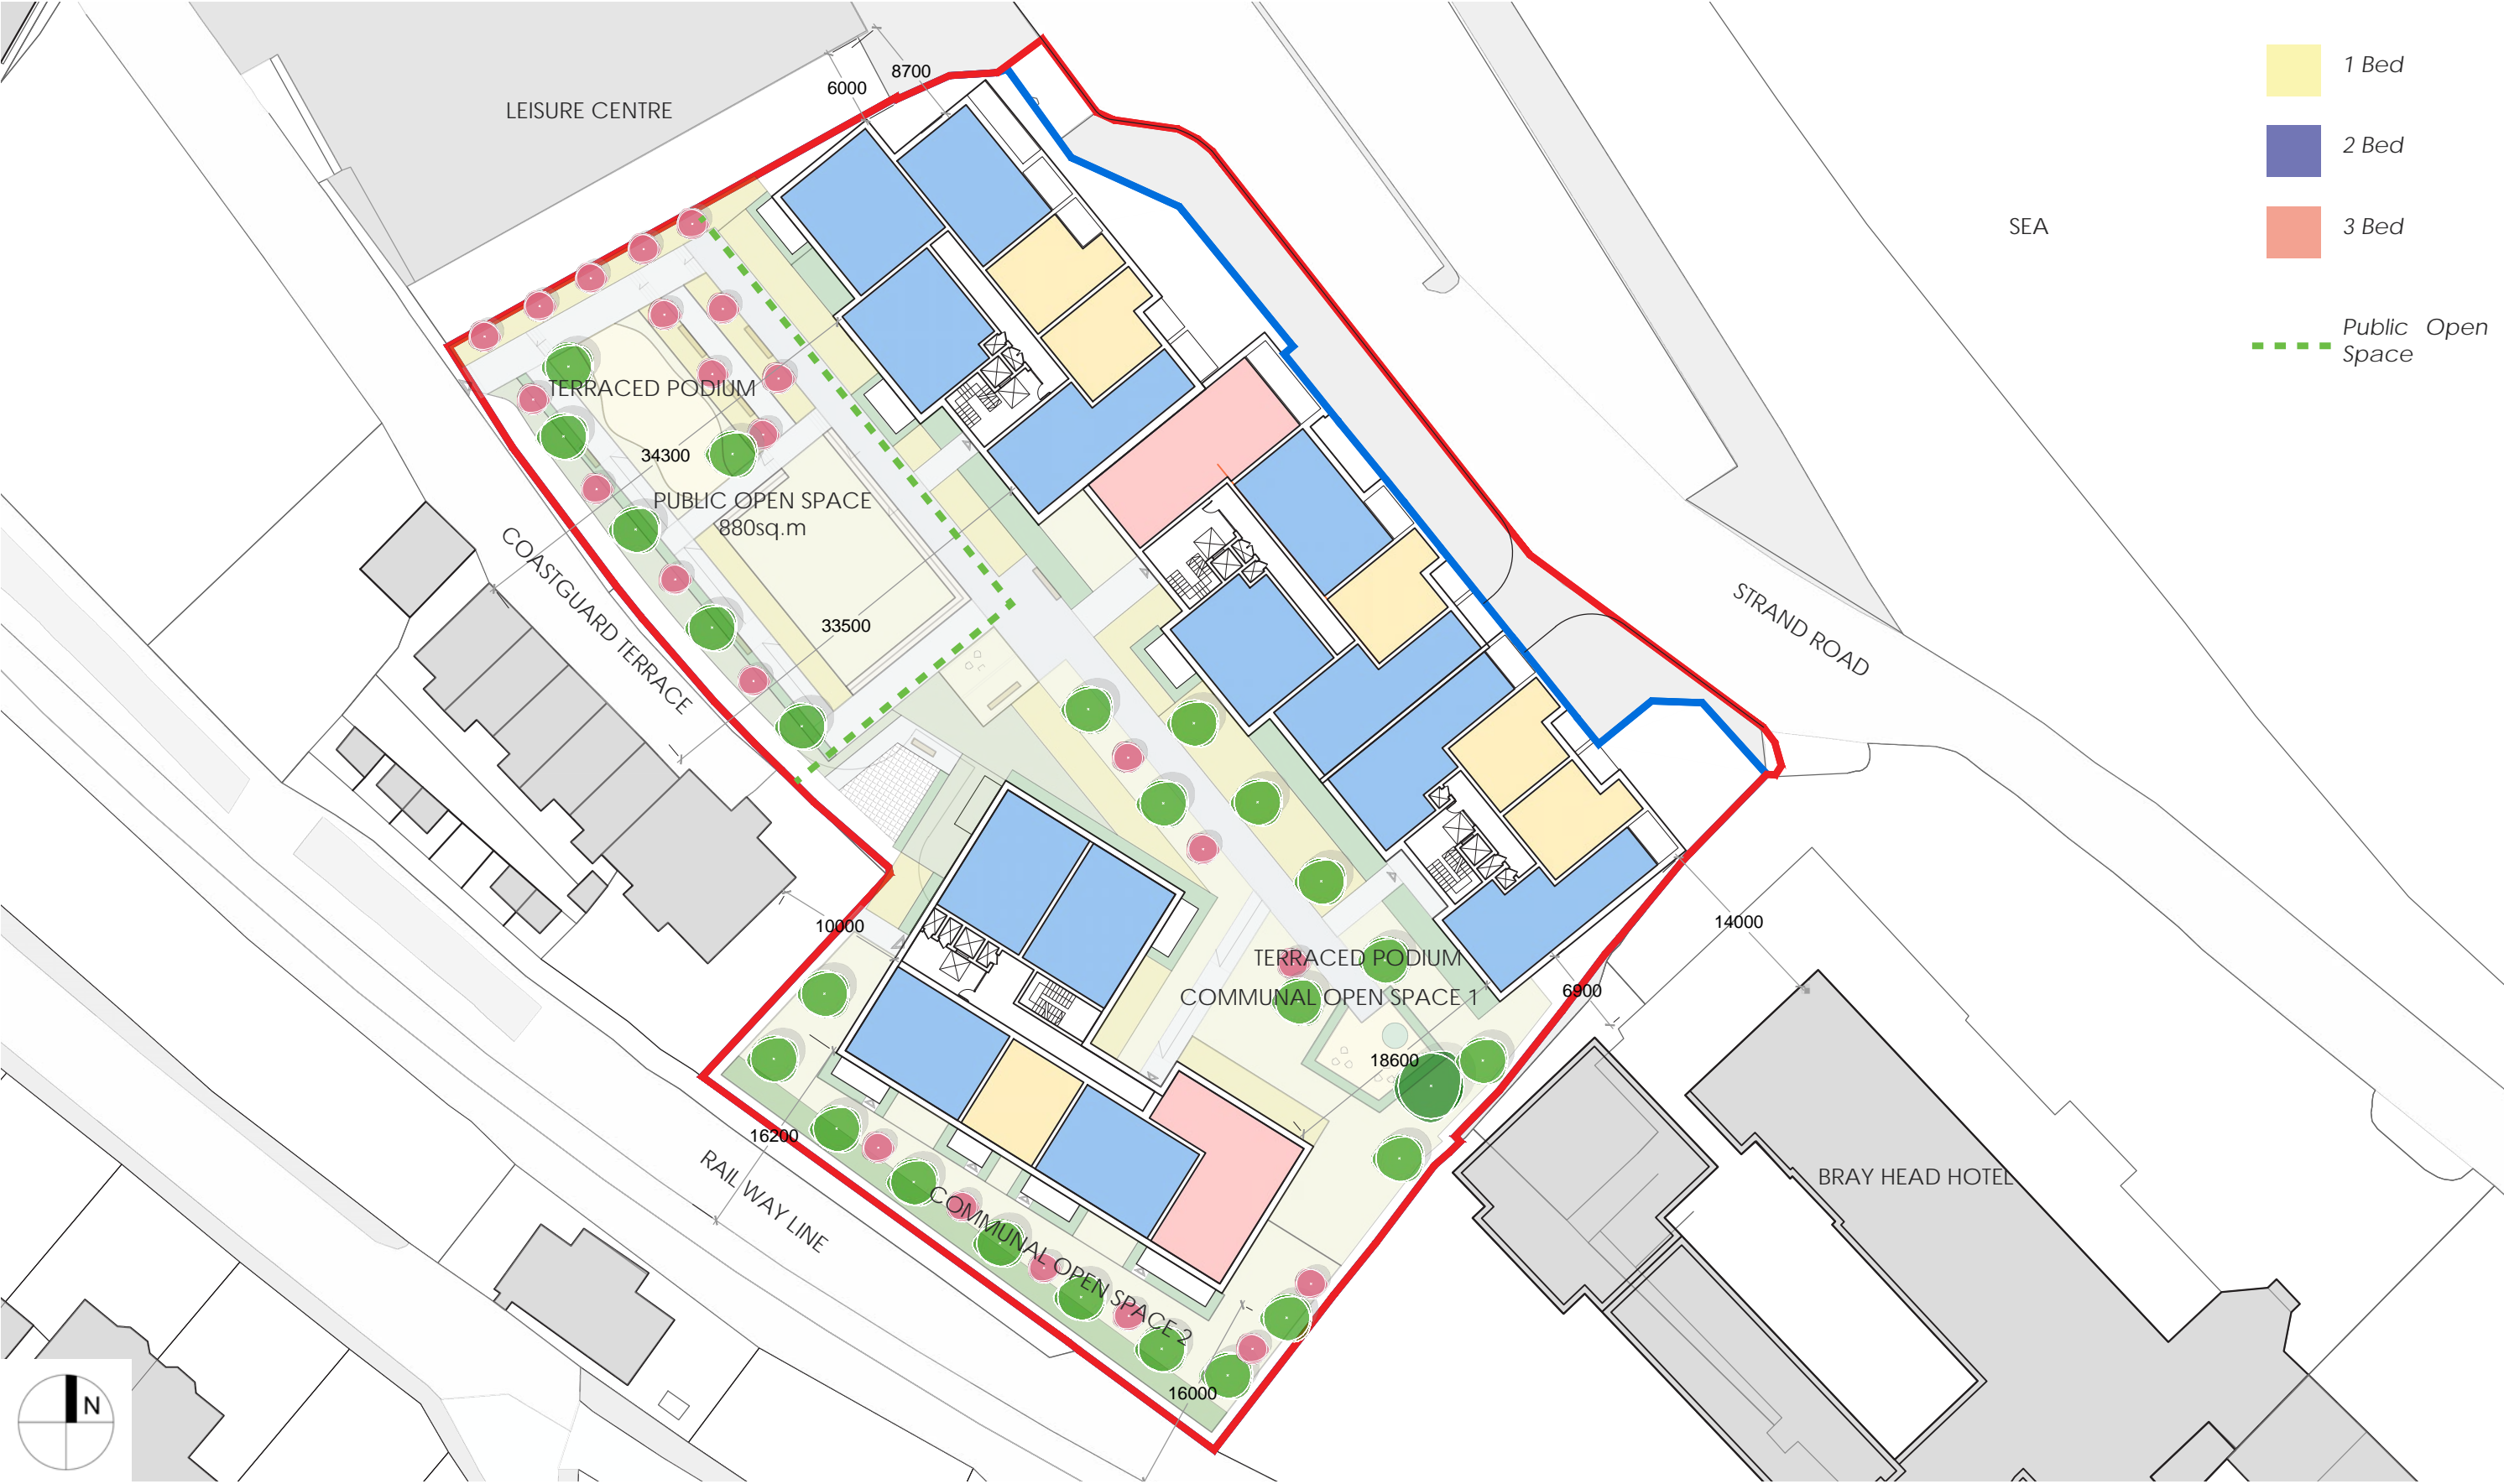 8700
6000
LEISURE CENTRE
1 Bed
2 Bed
3 Bed
Public Open
Space
SEA
TERRACED PODIUM
34300
PUBLIC OPEN SPACE
880sq.m
COASTGUARD TERRACE
33500
STRAND ROAD
10000
14000
TERRACED PODIUM
COMMUNAL OPEN SPACE 1
6900
18600
16200
RAILWAY LINE
BRAY HEAD HOTEL
COMMUNAL OPEN SPACE 2
16000
N